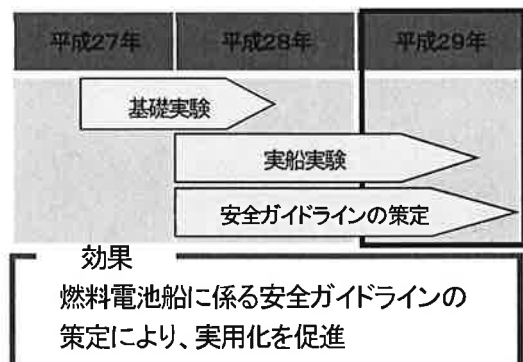 平成27年 平成28年 平成29年
基礎実験
実船実験
安全ガイドラインの策定
効果
燃料電池船に係る安全ガイドラインの
策定により、実用化を促進